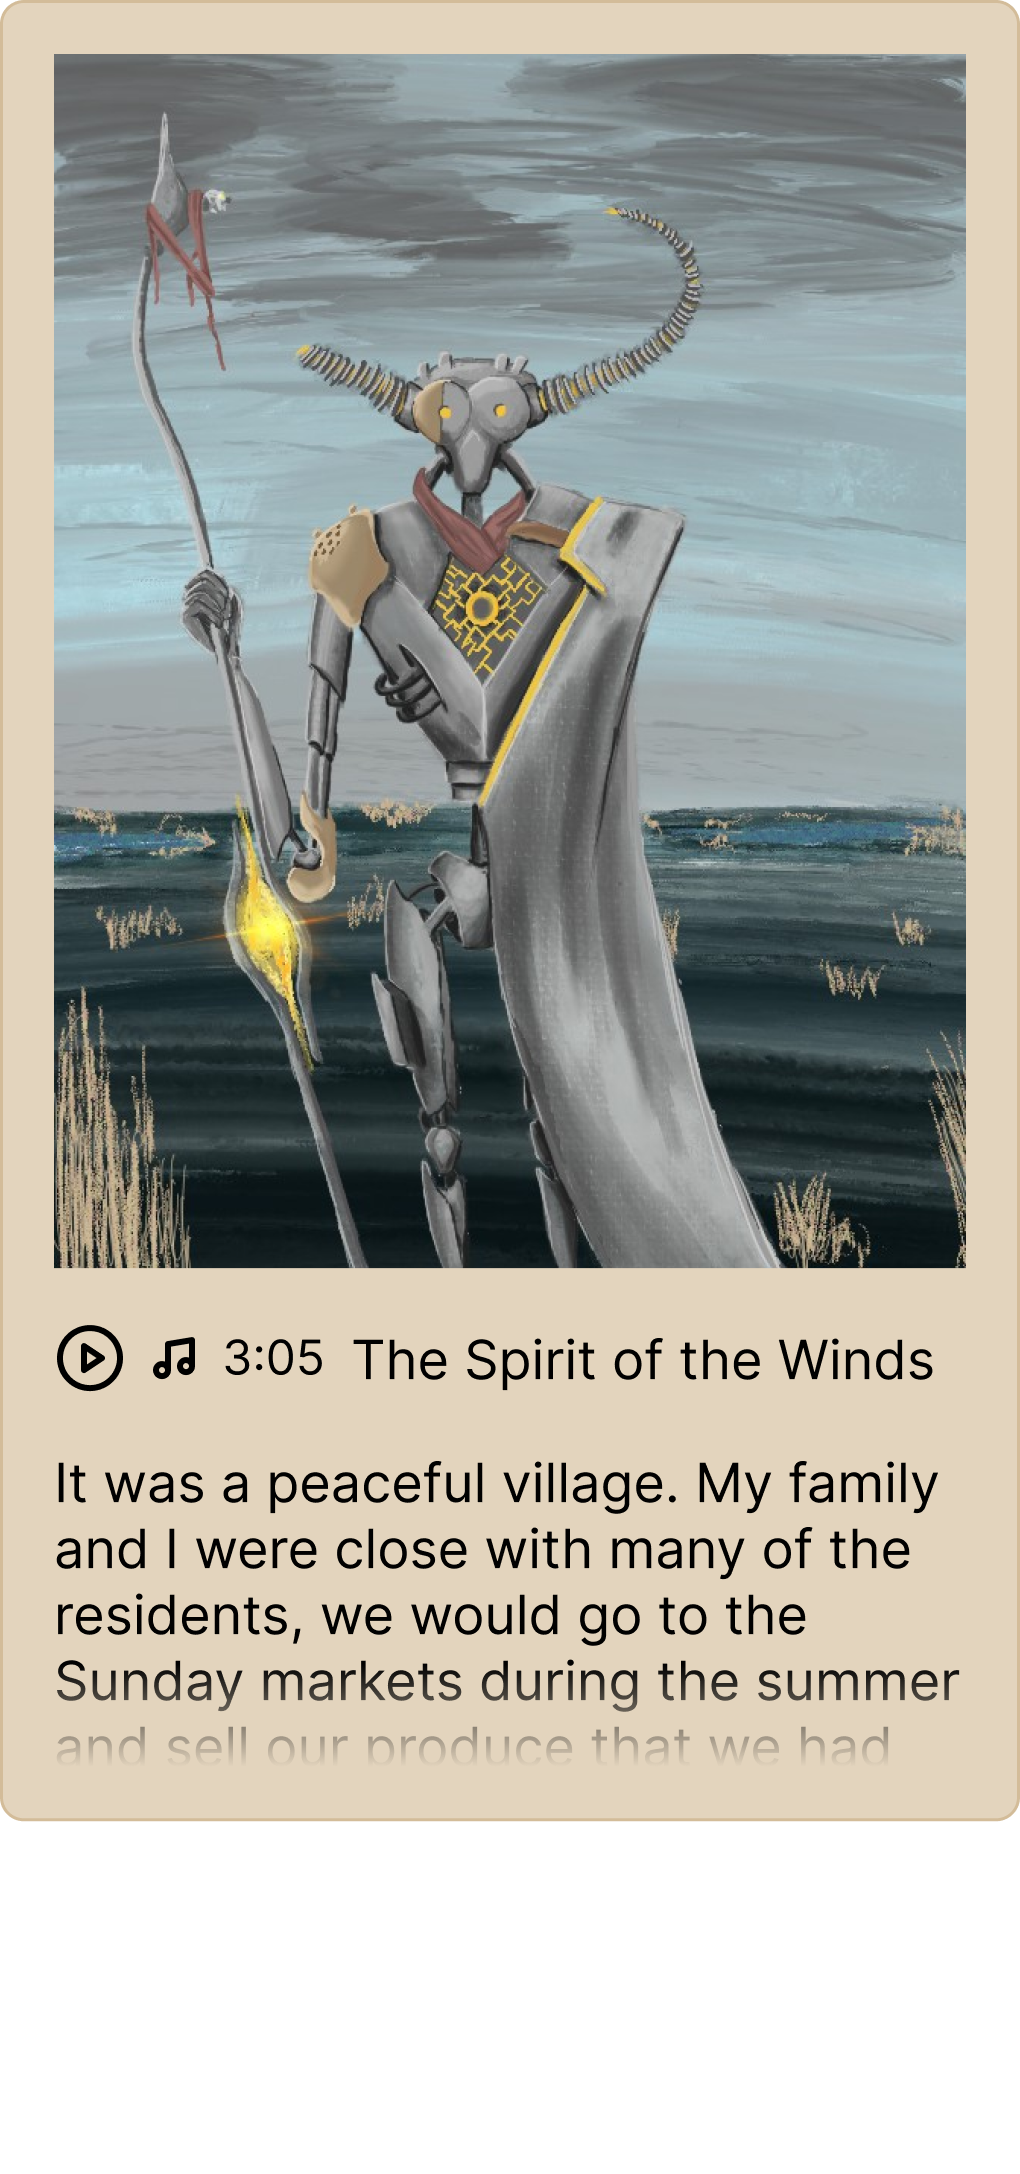 3:05 The Spirit of the Winds
It was a peaceful village. My family
and I were close with many of the
residents, we would go to the
Sunday markets during the summer
and sell our produce that we had